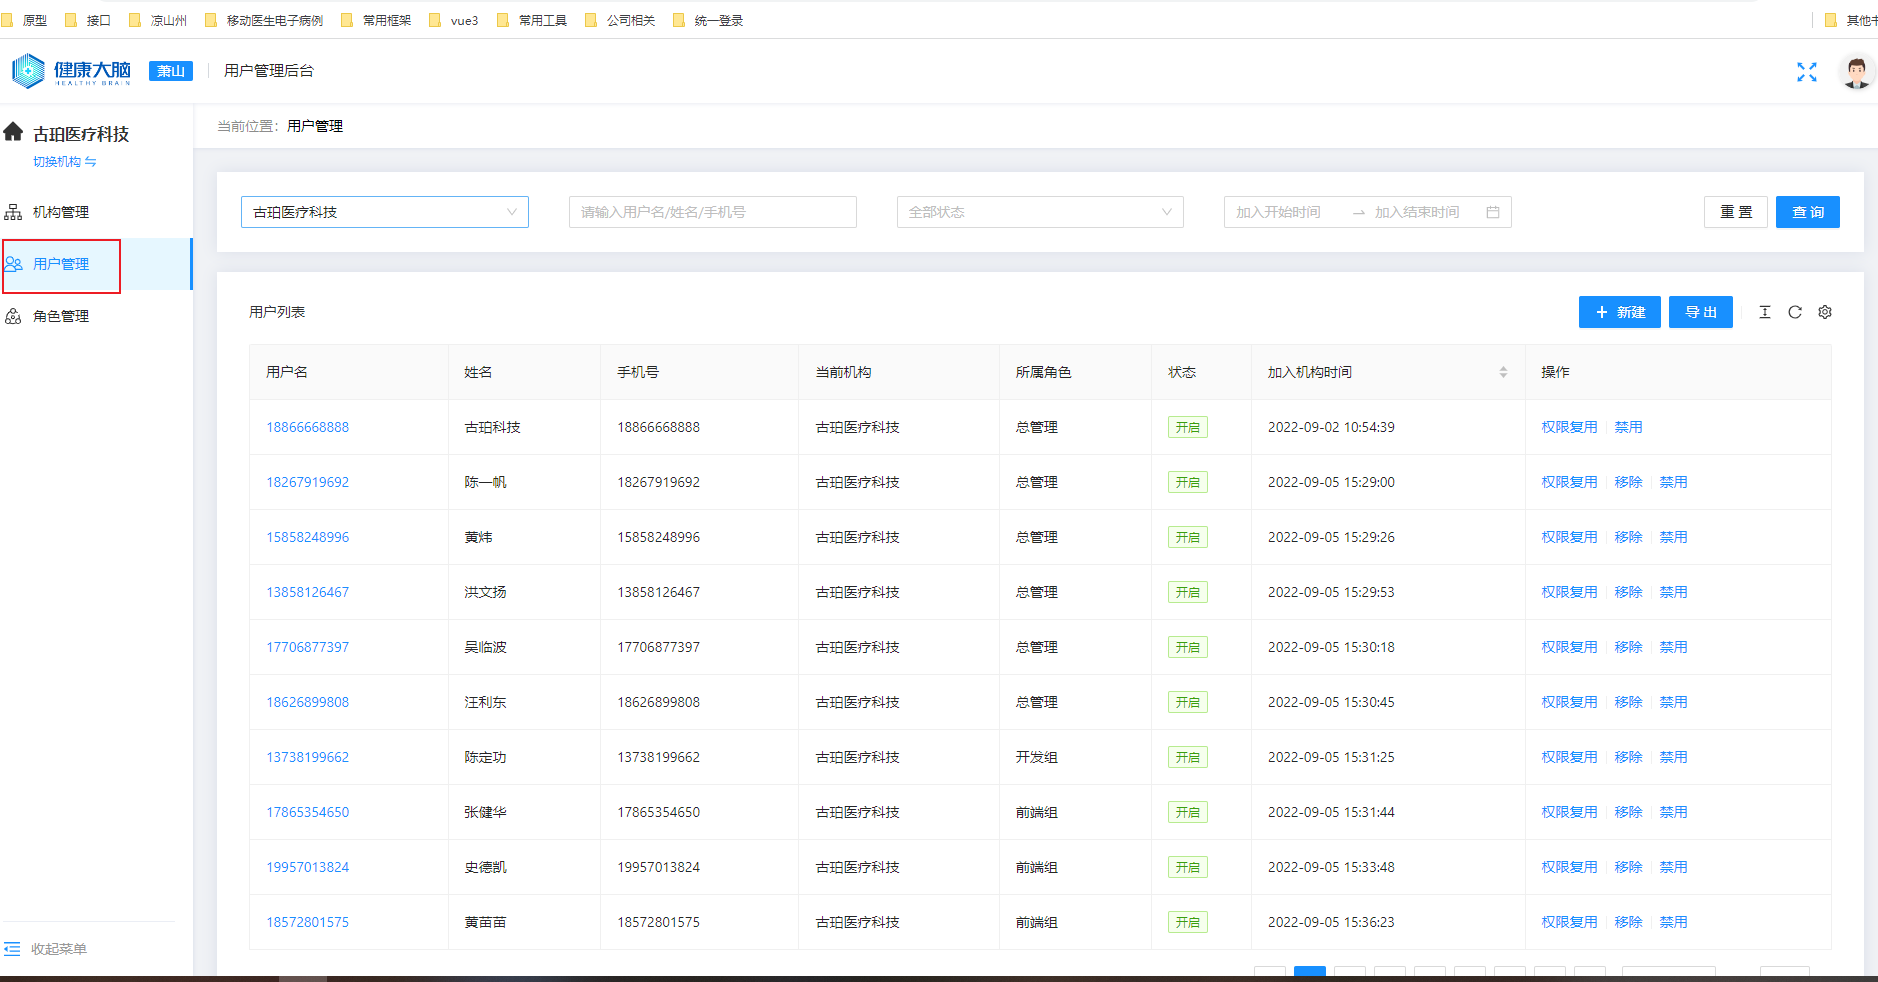 原型 接口 凉山州 移动医生电子病例 常用框架 vue3 常用工具 公司相关 统一登录 其他书
健康大脑 HEALTHY BRAIN 萧山 用户管理后台
古珀医疗科技
切换机构
机构管理
用户管理
角色管理
收起菜单
当前位置: 用户管理
古珀医疗科技 请输入用户名/姓名/手机号 全部状态 加入开始时间 → 加入结束时间 重置 查询
用户列表 + 新建 导出
用户名 姓名 手机号 当前机构 所属角色 状态 加入机构时间 操作
18866668888 古珀科技 18866668888 古珀医疗科技 总管理 开启 2022-09-02 10:54:39 权限复用 禁用
18267919692 陈一帆 18267919692 古珀医疗科技 总管理 开启 2022-09-05 15:29:00 权限复用 移除 禁用
15858248996 黄炜 15858248996 古珀医疗科技 总管理 开启 2022-09-05 15:29:26 权限复用 移除 禁用
13858126467 洪文扬 13858126467 古珀医疗科技 总管理 开启 2022-09-05 15:29:53 权限复用 移除 禁用
17706877397 吴临波 17706877397 古珀医疗科技 总管理 开启 2022-09-05 15:30:18 权限复用 移除 禁用
18626899808 汪利东 18626899808 古珀医疗科技 总管理 开启 2022-09-05 15:30:45 权限复用 移除 禁用
13738199662 陈定功 13738199662 古珀医疗科技 开发组 开启 2022-09-05 15:31:25 权限复用 移除 禁用
17865354650 张健华 17865354650 古珀医疗科技 前端组 开启 2022-09-05 15:31:44 权限复用 移除 禁用
19957013824 史德凯 19957013824 古珀医疗科技 前端组 开启 2022-09-05 15:33:48 权限复用 移除 禁用
18572801575 黄苗苗 18572801575 古珀医疗科技 前端组 开启 2022-09-05 15:36:23 权限复用 移除 禁用